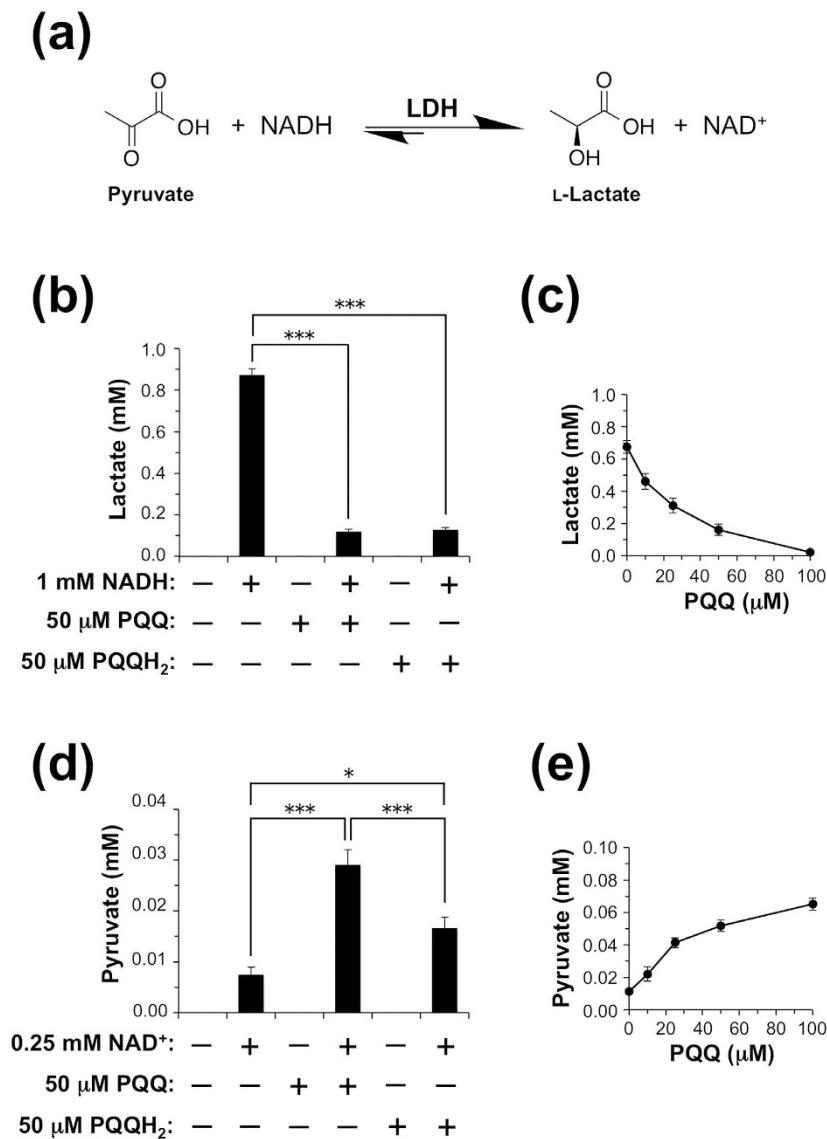 (a)
O
OH + NADH LDH OH + NAD⁺
O OH
Pyruvate L-Lactate
(b)
***
***
Lactate (mM)
1.0
0.8
0.6
0.4
0.2
0.0
1 mM NADH: – + – + – +
50 μM PQQ: – – + + – –
50 μM PQQH₂: – – – – + +
(c)
Lactate (mM)
1.0
0.8
0.6
0.4
0.2
0.0
0 20 40 60 80 100
PQQ (μM)
(d)
*
*** ***
Pyruvate (mM)
0.04
0.03
0.02
0.01
0.00
0.25 mM NAD⁺: – + – + – +
50 μM PQQ: – – + + – –
50 μM PQQH₂: – – – – + +
(e)
Pyruvate (mM)
0.10
0.08
0.06
0.04
0.02
0.00
0 20 40 60 80 100
PQQ (μM)